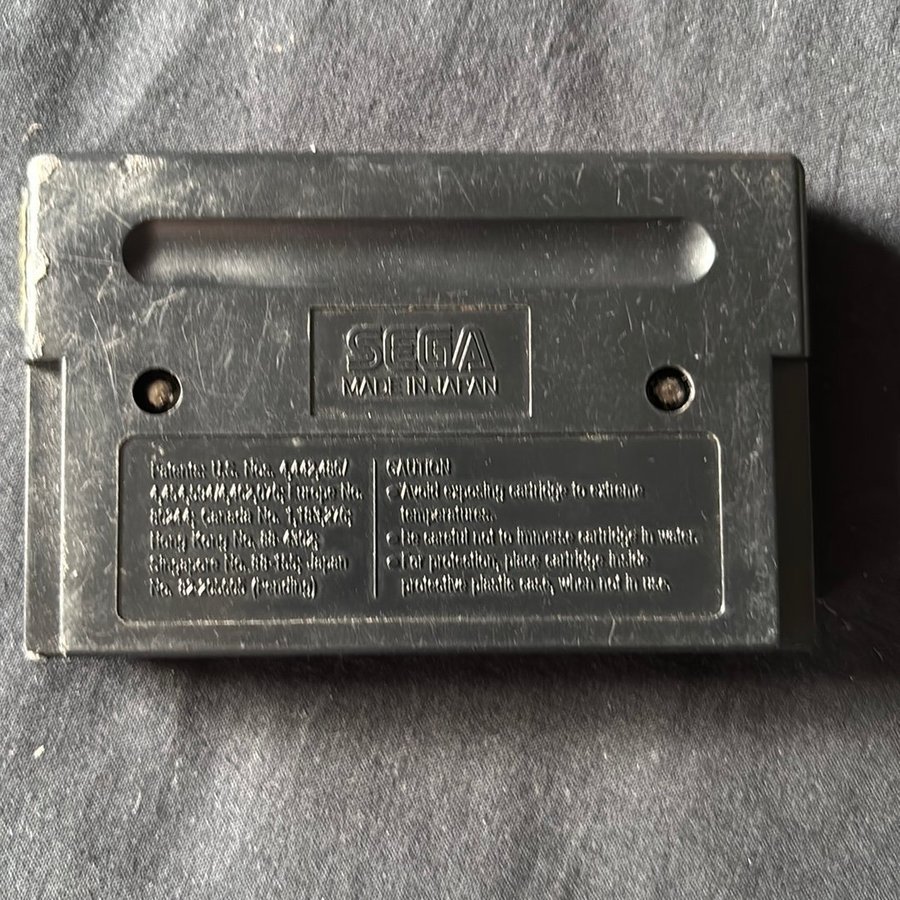 SEGA
MADE IN JAPAN
Patents: U.S. Nos. 4,442,486/
4,454,594/4,462,076; Europe No.
80244; Canada No. 1,183,276;
Hong Kong No. 88-4302;
Singapore No. 88-155; Japan
No. (Pending)
CAUTION
• Avoid exposing cartridge to extreme
temperatures.
• Be careful not to immerse cartridge in water.
• For protection, place cartridge inside
protective plastic case, when not in use.